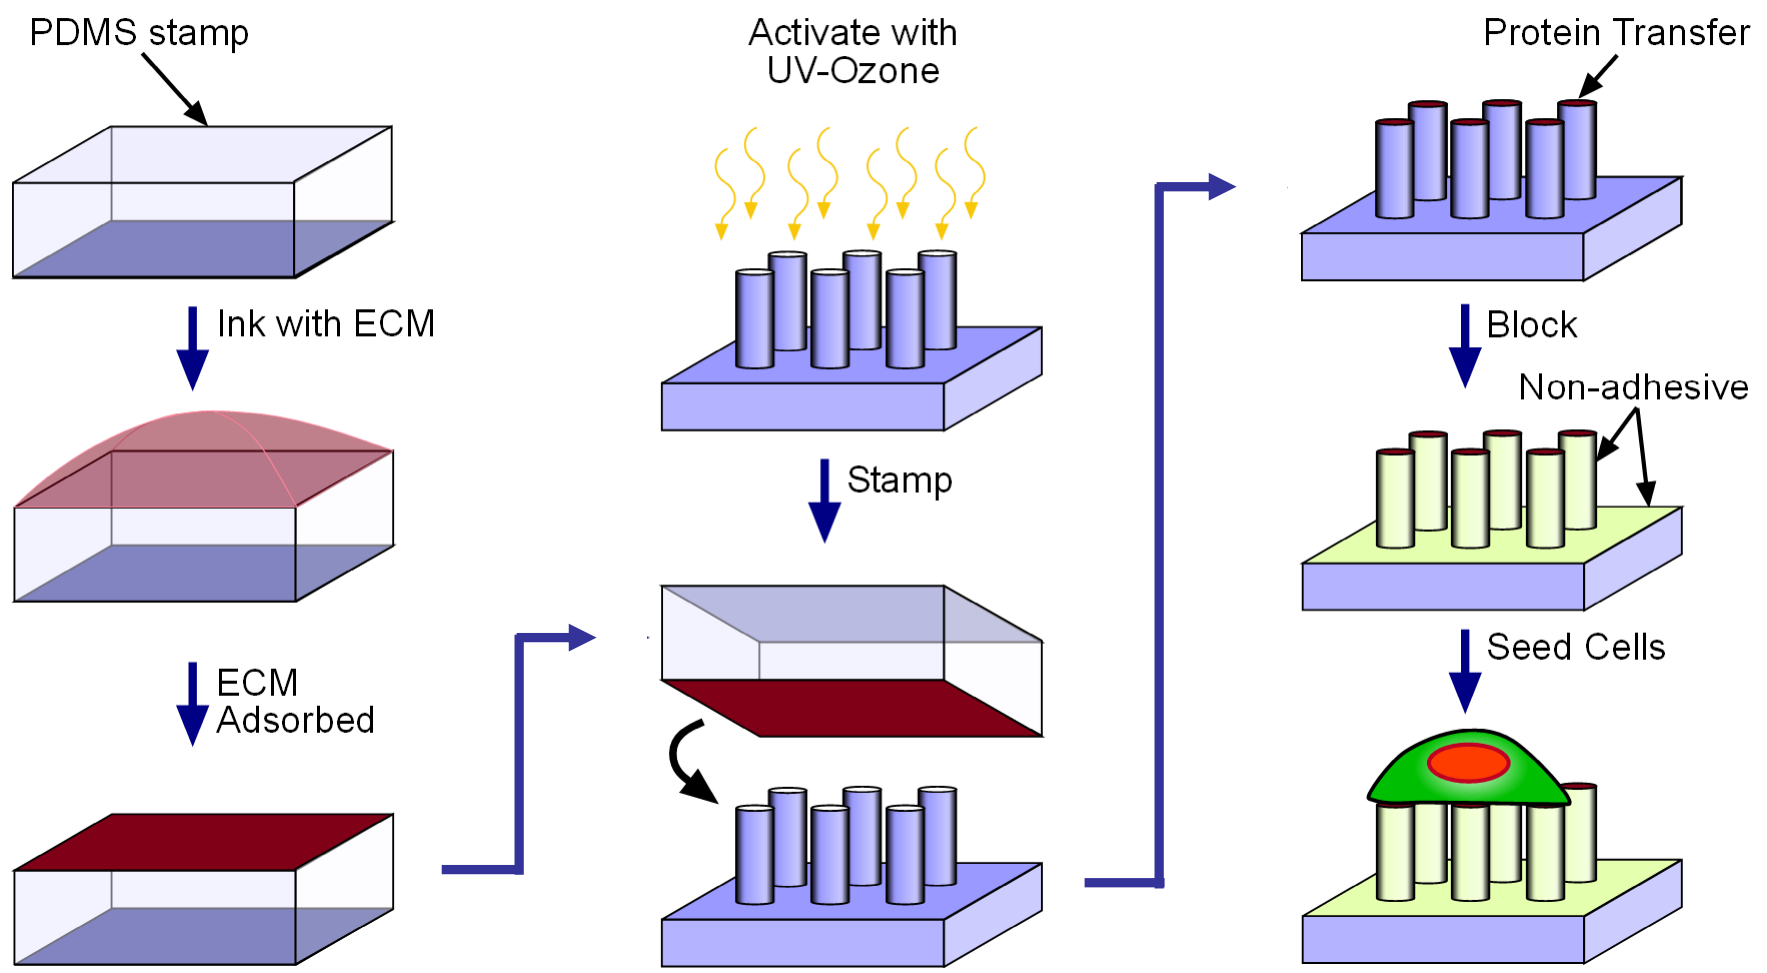 PDMS stamp
Ink with ECM
ECM
Adsorbed
Activate with
UV-Ozone
Stamp
Protein Transfer
Block
Non-adhesive
Seed Cells